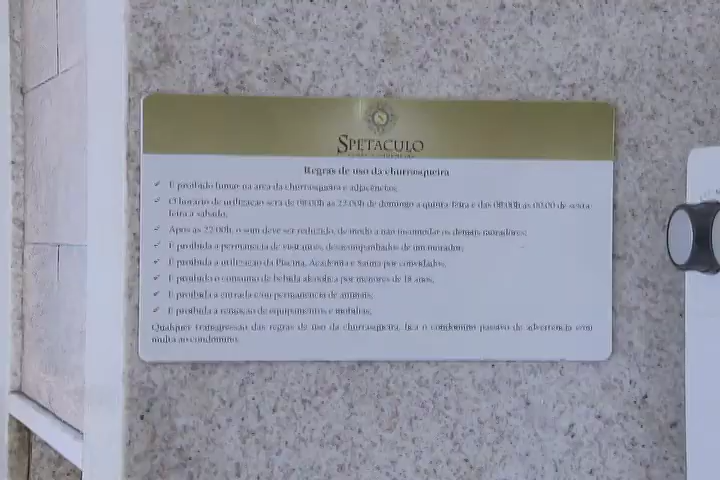 S
SPETACULO
Regras de uso da churrasqueira
É proibido fumar na área da churrasqueira e adjacências;
O horário de utilização será de 08:00h às 22:00h de domingo a quinta-feira e das 08:00h às 00:00 de sexta-
feira a sábado;
Após às 22:00h, o som deve ser reduzido, de modo a não incomodar os demais moradores;
É proibida a permanência de visitantes, desacompanhados de um morador;
É proibida a utilização da Piscina, Academia e Sauna por convidados;
É proibido o consumo de bebida alcoólica por menores de 18 anos;
É proibida a entrada e/ou permanência de animais;
É proibida a remoção de equipamentos e mobílias;
Qualquer transgressão das regras de uso da churrasqueira, fica o condômino passivo de advertência com
multa ao condomínio.